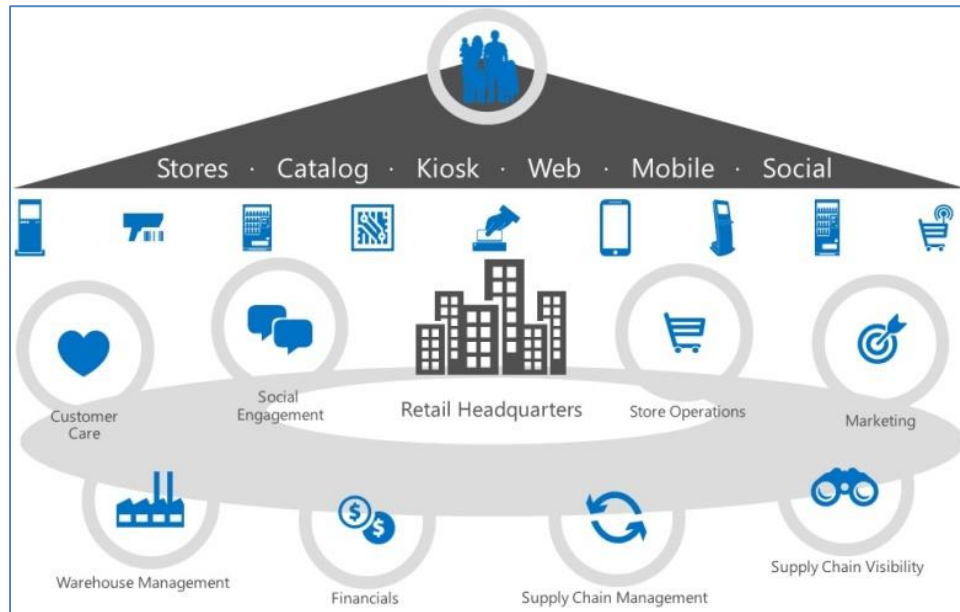 Stores · Catalog · Kiosk · Web · Mobile · Social
Customer
Care
Social
Engagement
Retail Headquarters
Store Operations
Marketing
Warehouse Management
$
$
Financials
Supply Chain Management
Supply Chain Visibility